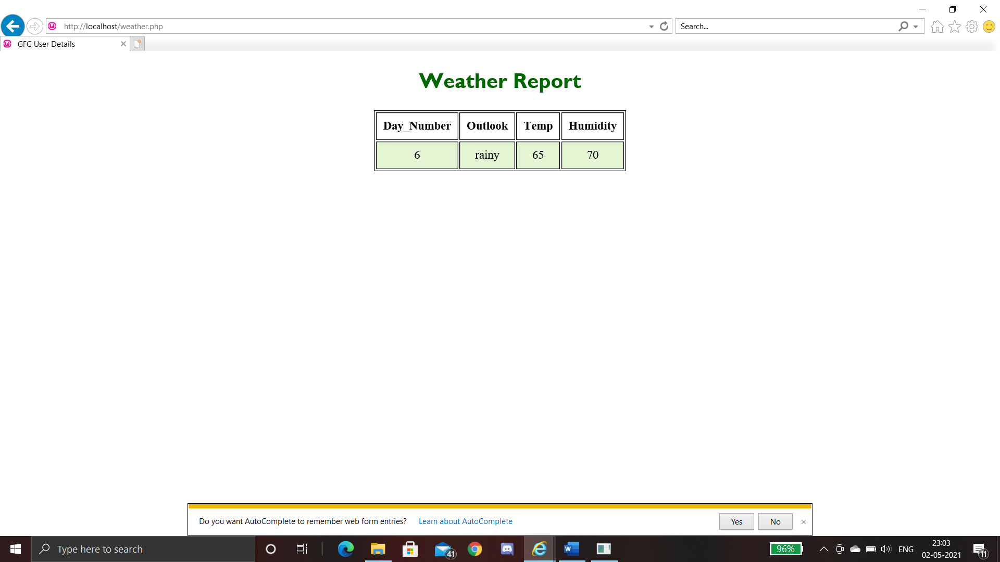 http://localhost/weather.php
Search...
GFG User Details
Weather Report
Day_Number Outlook Temp Humidity
6 rainy 65 70
Do you want AutoComplete to remember web form entries? Learn about AutoComplete Yes No
Type here to search
41
96%
ENG
23:03
02-05-2021
11